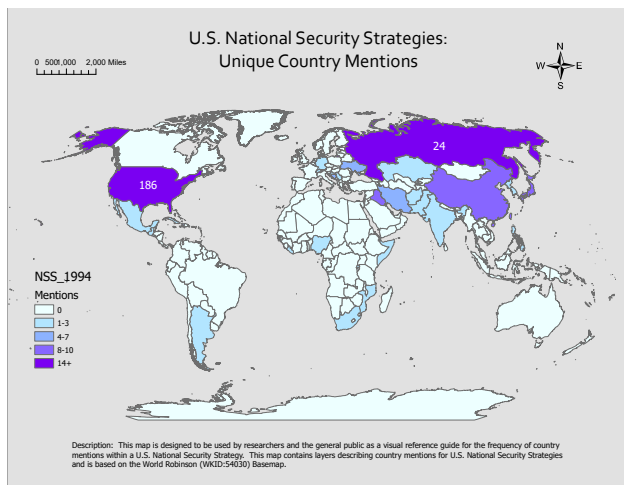 U.S. National Security Strategies:
Unique Country Mentions
0 5001,000 2,000 Miles
N
W E
S
24
186
NSS_1994
Mentions
0
1-3
4-7
8-10
14+
Description: This map is designed to be used by researchers and the general public as a visual reference guide for the frequency of country
mentions within a U.S. National Security Strategy. This map contains layers describing country mentions for U.S. National Security Strategies
and is based on the World Robinson (WKID:54030) Basemap.